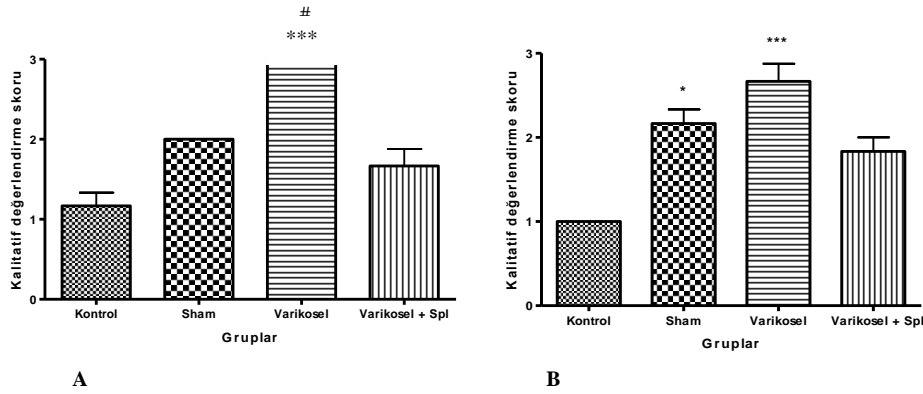 #
***
Kalitatif değerlendirme skoru
3
2
1
0
Kontrol
Sham
Varikosel
Varikosel + Spl
Gruplar
A
***
*
Kalitatif değerlendirme skoru
3
2
1
0
Kontrol
Sham
Varikosel
Varikosel + Spl
Gruplar
B